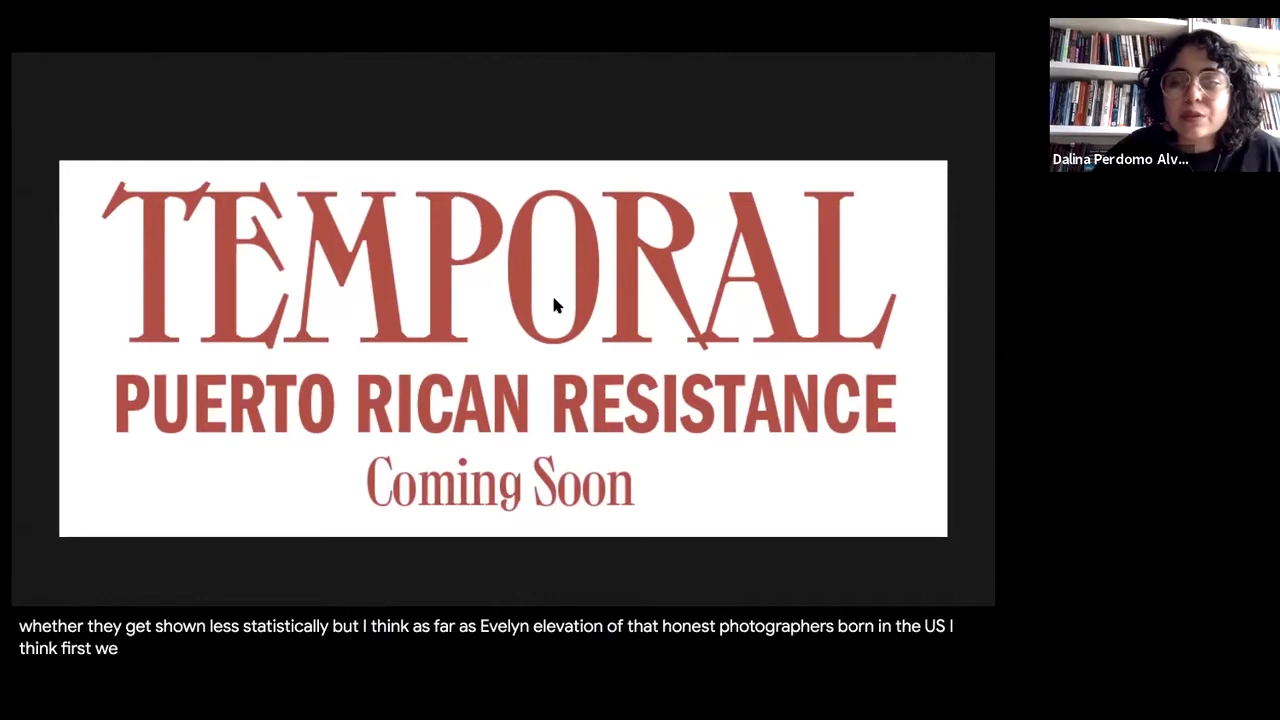 TEMPORAL
PUERTO RICAN RESISTANCE
Coming Soon
Dalina Perdomo Alv...
whether they get shown less statistically but I think as far as Evelyn elevation of that honest photographers born in the US I
think first we